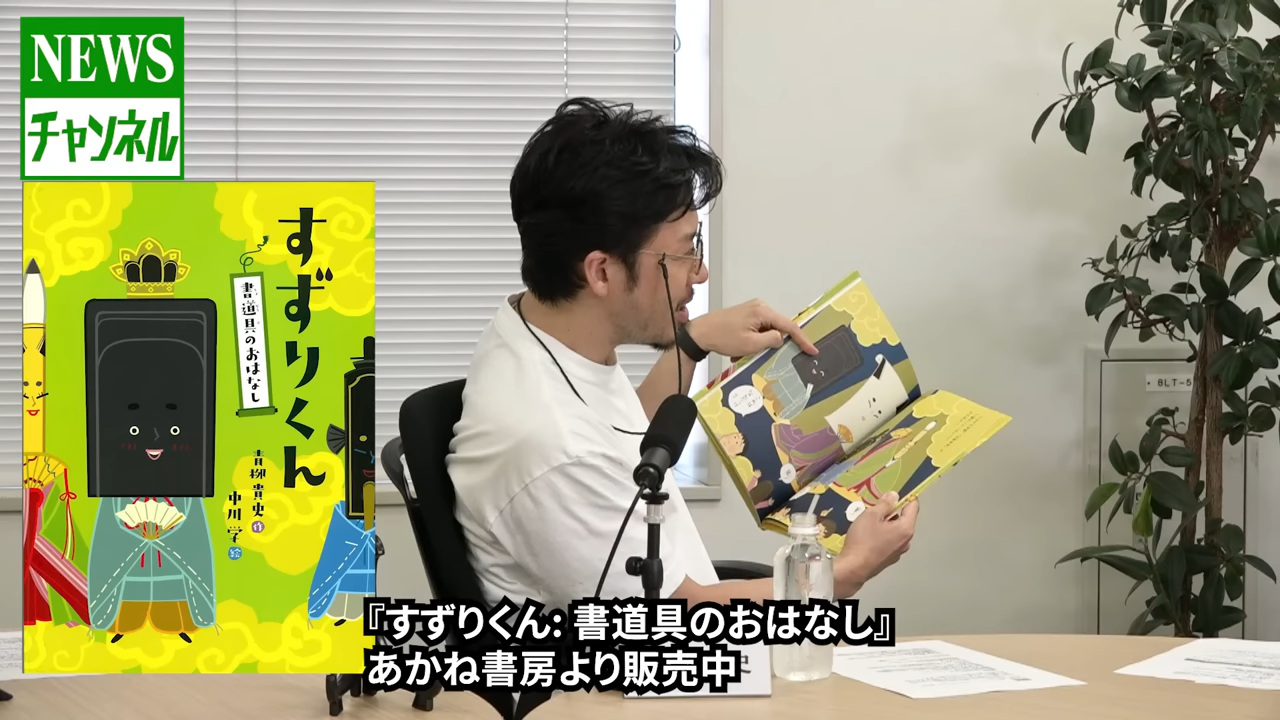 NEWS
チャンネル
すずりくん
書道具のおはなし
青柳貴史 作
中川 学 絵
BLT-5
『すずりくん: 書道具のおはなし』
あかね書房より販売中